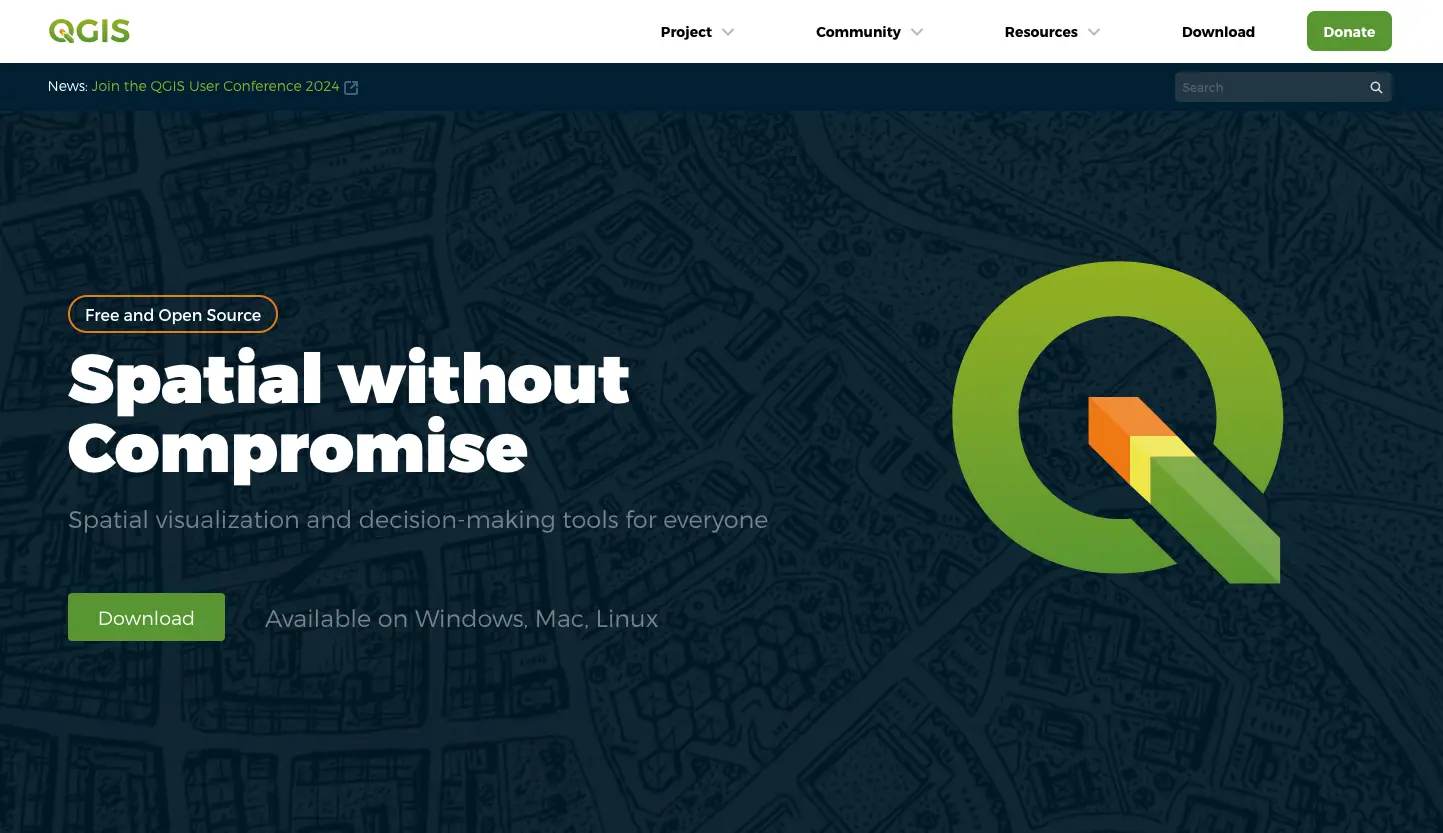 QGIS
Project
Community
Resources
Download
Donate
News: Join the QGIS User Conference 2024
Search
Free and Open Source
Spatial without
Compromise
Spatial visualization and decision-making tools for everyone
Download
Available on Windows, Mac, Linux